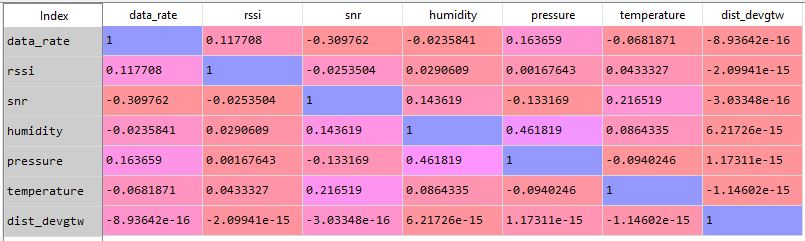 Index data_rate rssi snr humidity pressure temperature dist_devgtw
data_rate 1 0.117708 -0.309762 -0.0235841 0.163659 -0.0681871 -8.93642e-16
rssi 0.117708 1 -0.0253504 0.0290609 0.00167643 0.0433327 -2.09941e-15
snr -0.309762 -0.0253504 1 0.143619 -0.133169 0.216519 -3.03348e-16
humidity -0.0235841 0.0290609 0.143619 1 0.461819 0.0864335 6.21726e-15
pressure 0.163659 0.00167643 -0.133169 0.461819 1 -0.0940246 1.17311e-15
temperature -0.0681871 0.0433327 0.216519 0.0864335 -0.0940246 1 -1.14602e-15
dist_devgtw -8.93642e-16 -2.09941e-15 -3.03348e-16 6.21726e-15 1.17311e-15 -1.14602e-15 1